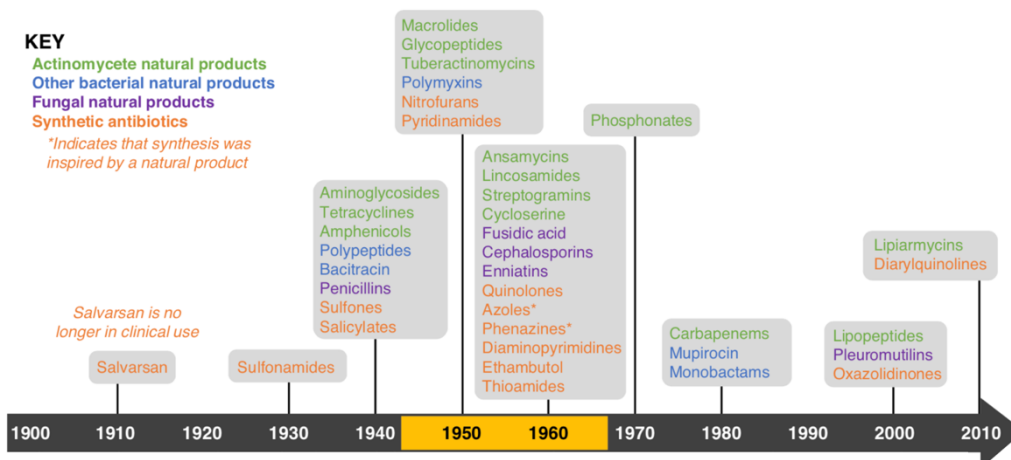 KEY
Actinomycete natural products
Other bacterial natural products
Fungal natural products
Synthetic antibiotics
*Indicates that synthesis was
inspired by a natural product
Macrolides
Glycopeptides
Tuberactinomycins
Polymyxins
Nitrofurans
Pyridinamides
Phosphonates
Ansamycins
Lincosamides
Streptogramins
Cycloserine
Fusidic acid
Cephalosporins
Enniatins
Quinolones
Azoles*
Phenazines*
Diaminopyrimidines
Ethambutol
Thioamides
Aminoglycosides
Tetracyclines
Amphenicols
Polypeptides
Bacitracin
Penicillins
Sulfones
Salicylates
Lipiarmycins
Diarylquinolines
Salvarsan is no
longer in clinical use
Salvarsan
Sulfonamides
Carbapenems
Mupirocin
Monobactams
Lipopeptides
Pleuromutilins
Oxazolidinones
1900 1910 1920 1930 1940 1950 1960 1970 1980 1990 2000 2010